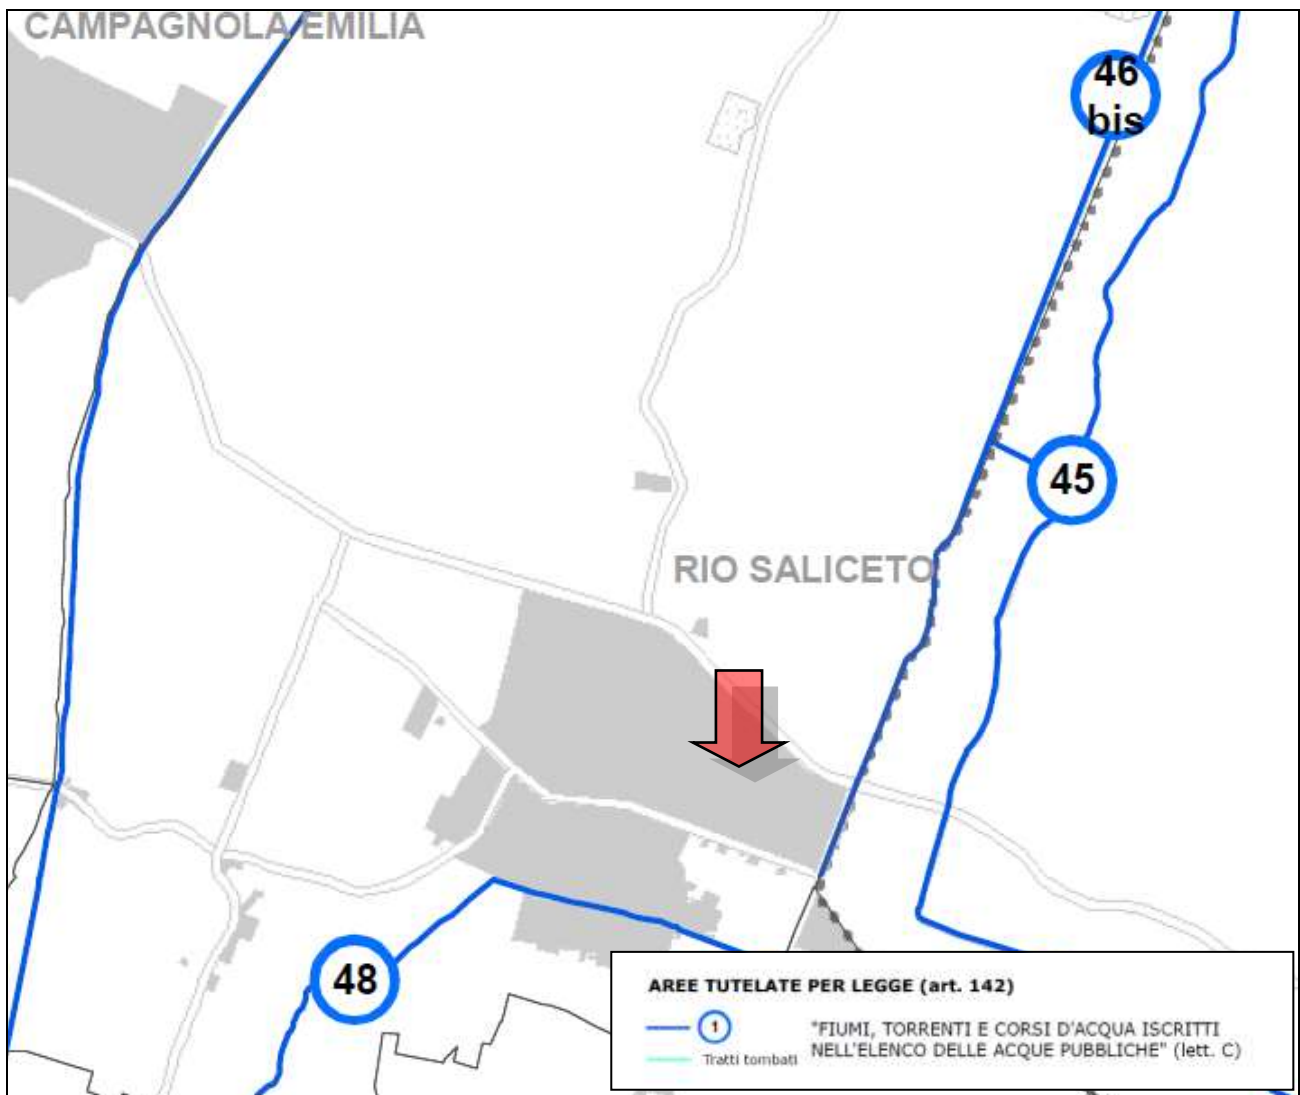 CAMPAGNOLA EMILIA
46
bis
45
RIO SALICETO
48
AREE TUTELATE PER LEGGE (art. 142)
1
"FIUMI, TORRENTI E CORSI D'ACQUA ISCRITTI
NELL'ELENCO DELLE ACQUE PUBBLICHE" (lett. C)
Tratti tombati